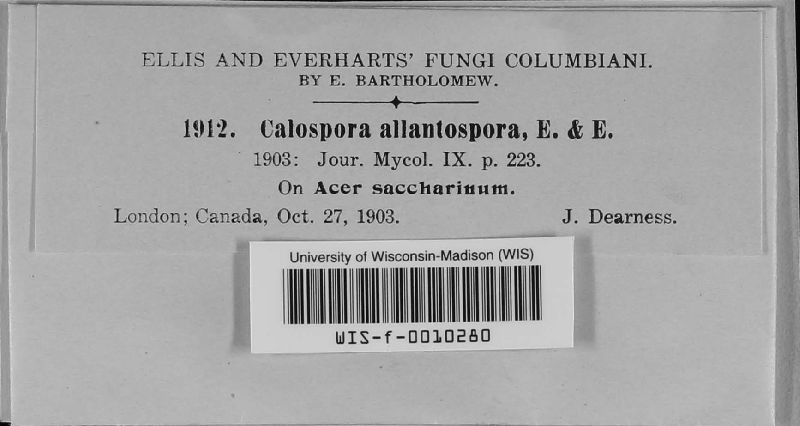 ELLIS AND EVERHARTS' FUNGI COLUMBIANI.
BY E. BARTHOLOMEW.
1912. Calospora allantospora, E. & E.
1903: Jour. Mycol. IX. p. 223.
On Acer saccharinum.
London; Canada, Oct. 27, 1903. J. Dearness.
University of Wisconsin-Madison (WIS)
WIS-f-0010280